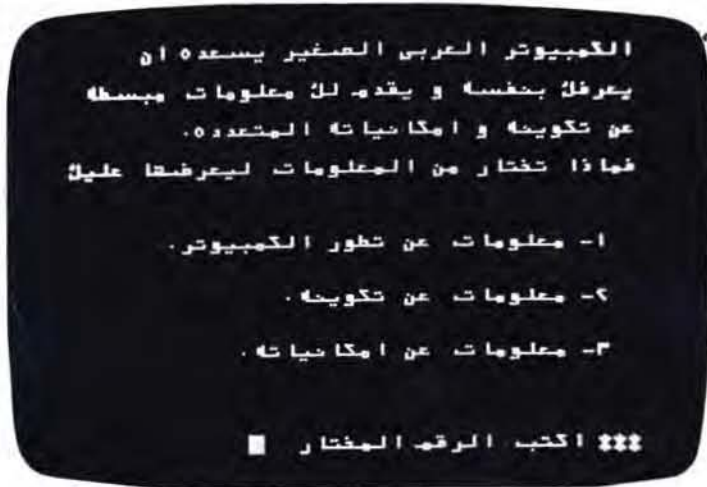 الكمبيوتر العربى الصغير يسعده أن
يعرفك بنفسه و يقدم لك معلومات مبسطه
عن تكوينه و امكانياته المتعدده.
فماذا تختار من المعلومات ليعرضها عليك
١- معلومات عن تطور الكمبيوتر.
٢- معلومات عن تكوينه.
٣- معلومات عن امكانياته.
*** اكتب الرقم المختار